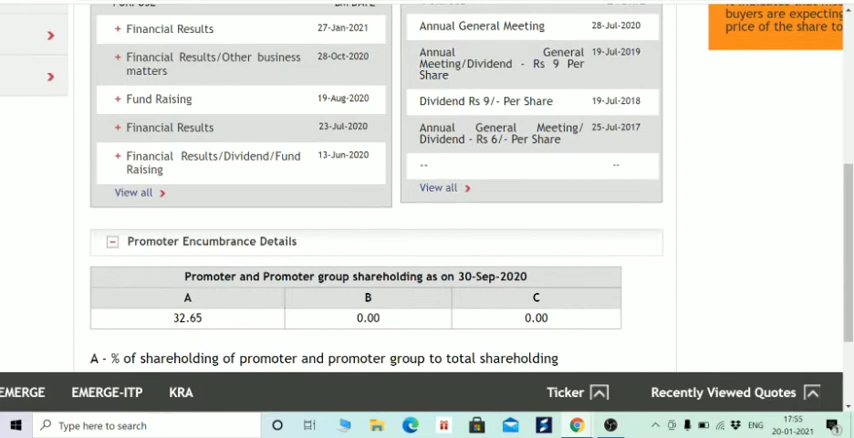 buyers are expecting
price of the share to
Financial Results 27-Jan-2021
Financial Results/Other business 28-Oct-2020
matters
Fund Raising 19-Aug-2020
Financial Results 23-Jul-2020
Financial Results/Dividend/Fund 13-Jun-2020
Raising
View all
Annual General Meeting 28-Jul-2020
Annual General 19-Jul-2019
Meeting/Dividend - Rs 9 Per
Share
Dividend Rs 9/- Per Share 19-Jul-2018
Annual General Meeting/ 25-Jul-2017
Dividend - Rs 6/- Per Share
-- --
View all
Promoter Encumbrance Details
Promoter and Promoter group shareholding as on 30-Sep-2020
A B C
32.65 0.00 0.00
A - % of shareholding of promoter and promoter group to total shareholding
EMERGE EMERGE-ITP KRA Ticker Recently Viewed Quotes
Type here to search
ENG
17:55
20-01-2021